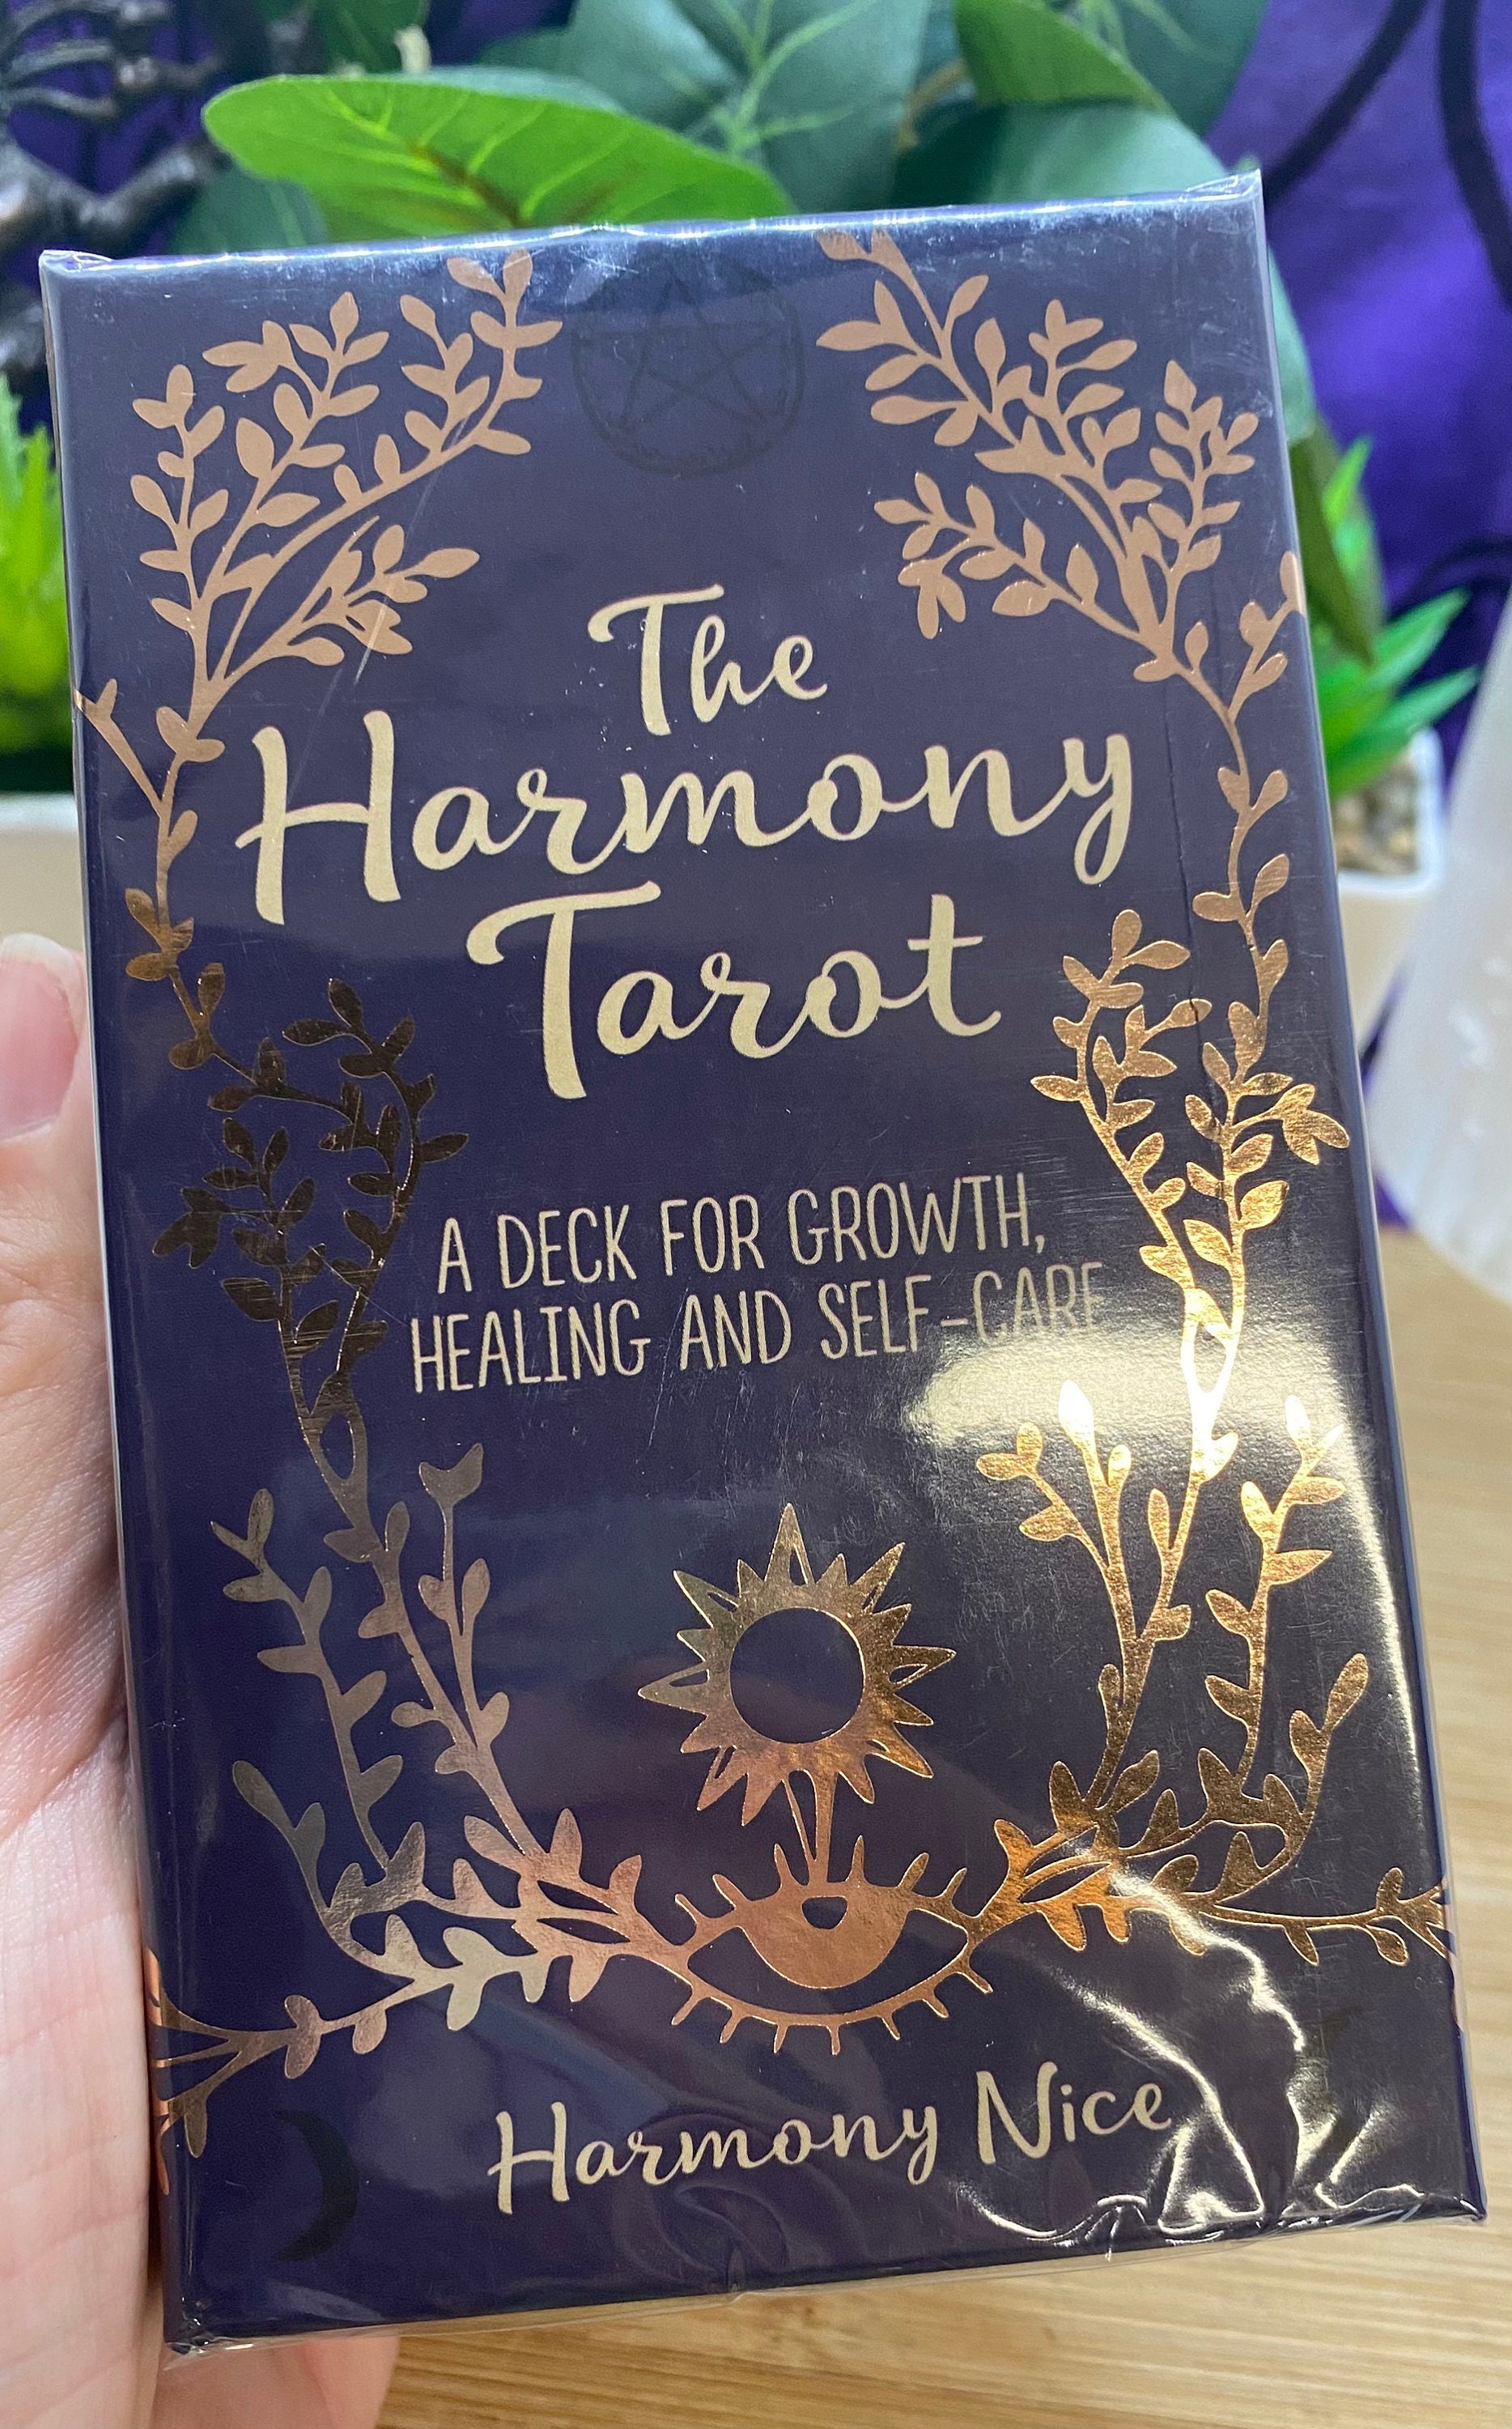 The
Harmony
Tarot
A DECK FOR GROWTH,
HEALING AND SELF-CARE
Harmony Nice